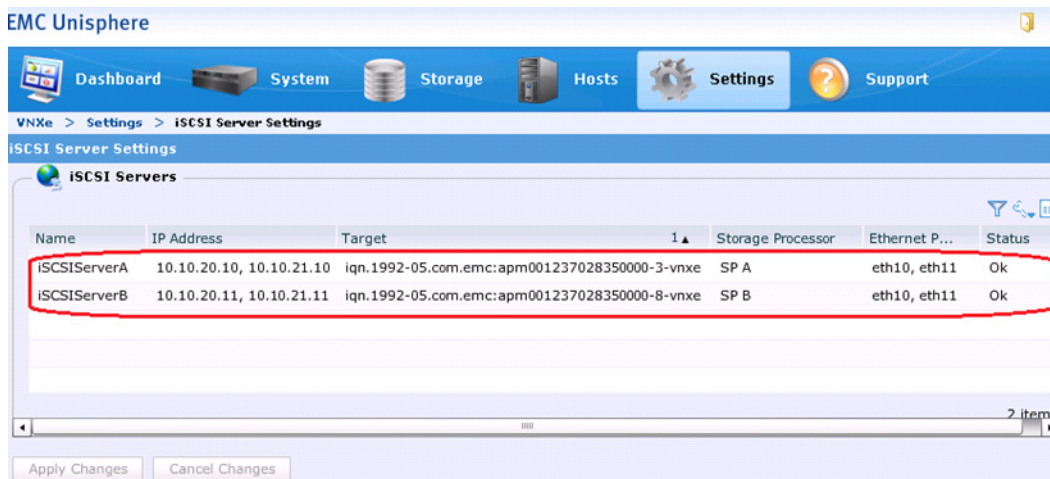 EMC Unisphere
Dashboard System Storage Hosts Settings Support
VNXe > Settings > iSCSI Server Settings
iSCSI Server Settings
iSCSI Servers
Name IP Address Target 1 Storage Processor Ethernet P... Status
iSCSIServerA 10.10.20.10, 10.10.21.10 iqn.1992-05.com.emc:apm001237028350000-3-vnxe SP A eth10, eth11 Ok
iSCSIServerB 10.10.20.11, 10.10.21.11 iqn.1992-05.com.emc:apm001237028350000-8-vnxe SP B eth10, eth11 Ok
2 item
Apply Changes Cancel Changes